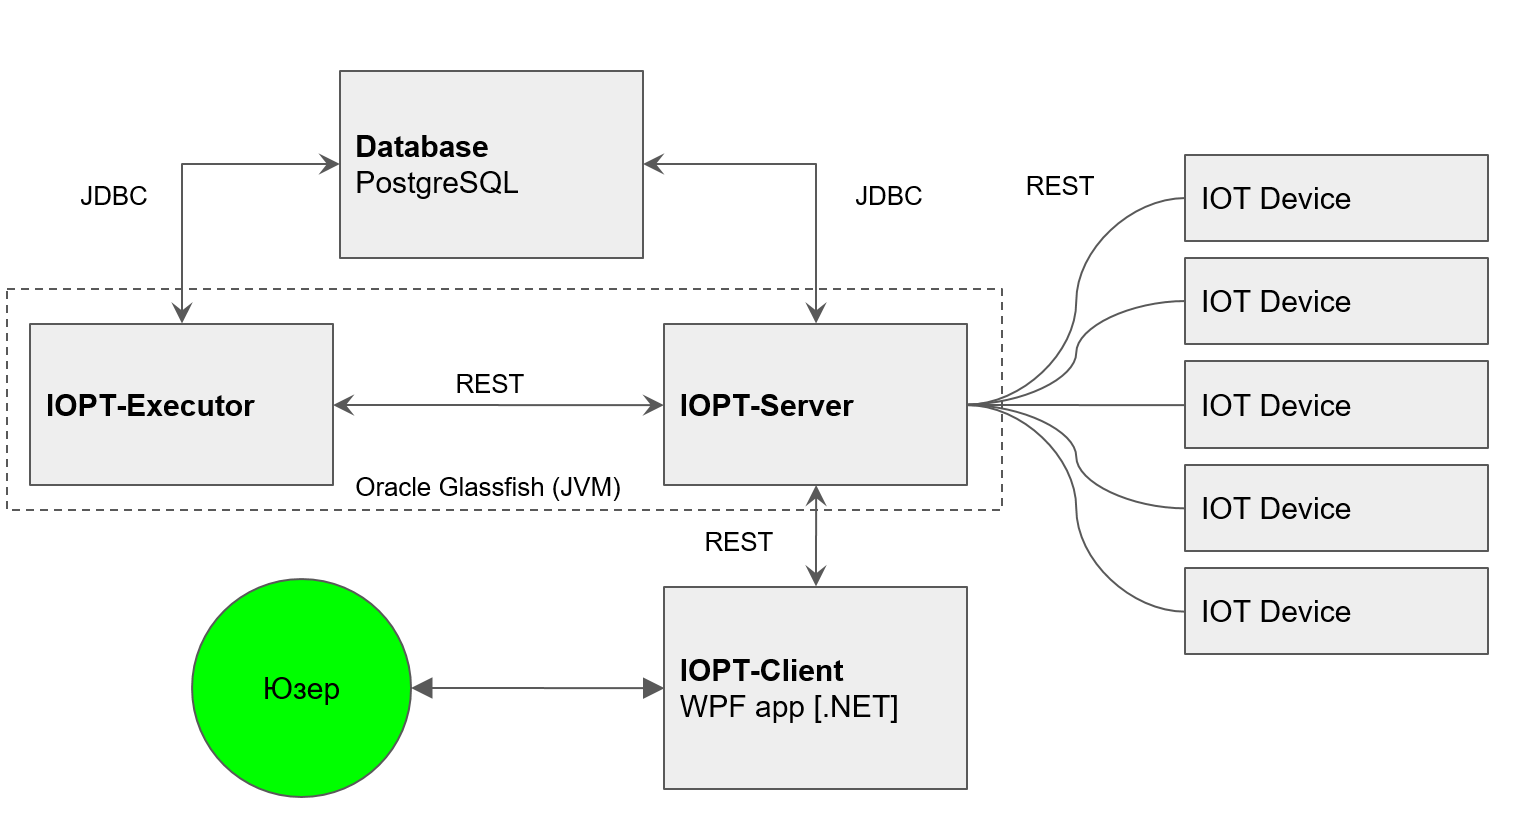 Database
PostgreSQL
JDBC
JDBC
REST
IOT Device
IOT Device
IOT Device
IOT Device
IOT Device
IOPT-Executor
REST
IOPT-Server
Oracle Glassfish (JVM)
REST
Юзер
IOPT-Client
WPF app [.NET]